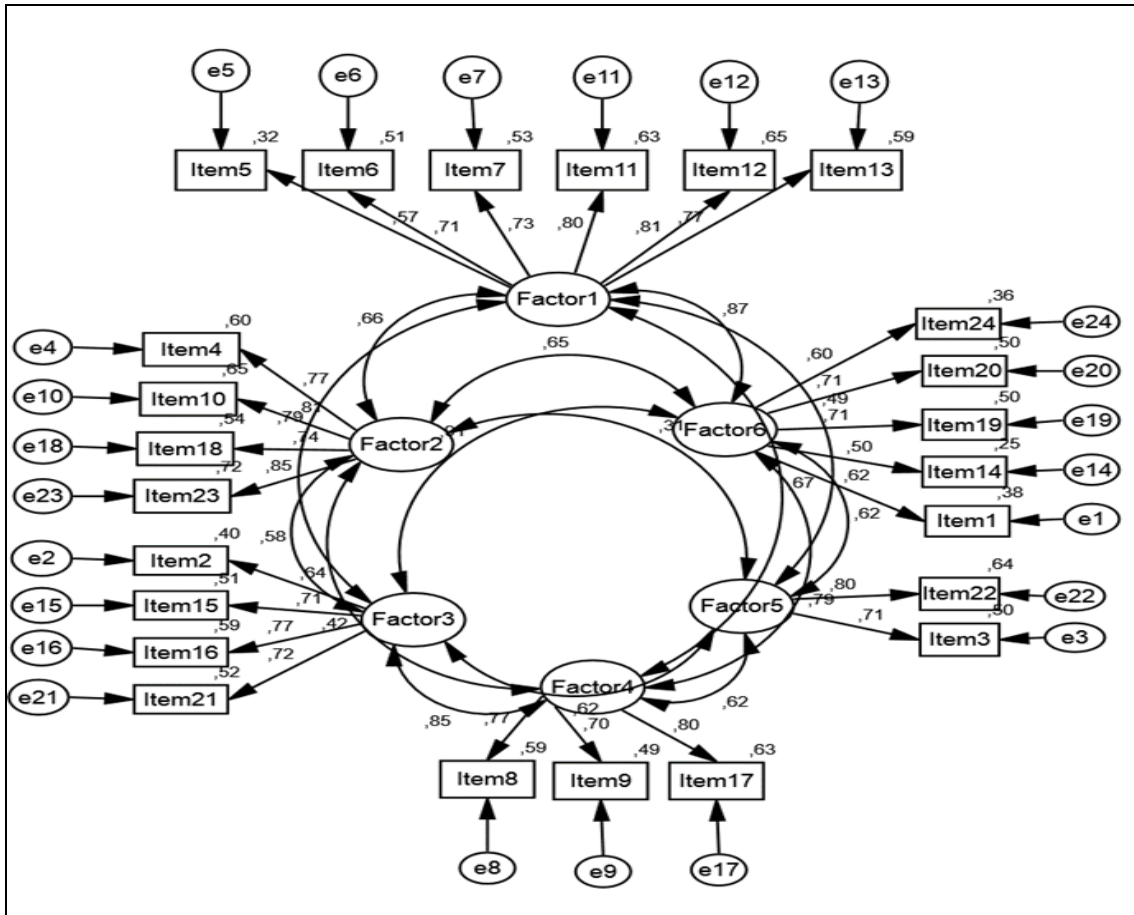 e5 e6 e7 e11 e12 e13
,32 ,51 ,53 ,63 ,65 ,59
Item5 Item6 Item7 Item11 Item12 Item13
,57 ,71 ,73 ,80 ,81 ,77
Factor1
,66 ,87
,65
,60 ,36
e4 Item4 Item24 e24
,77 ,60
,65 ,50
e10 Item10 Item20 e20
,81 ,79 ,71 ,49
,54 ,50
e18 Item18 Item19 e19
,74 ,71
Factor2 ,31 Factor6
,72 ,25
e23 Item23 Item14 e14
,85 ,50
,67 ,62
,38
Item1 e1
,58 ,62
,40 ,64
e2 Item2 Item22 e22
,64 ,80
,51 ,50
e15 Item15 Item3 e3
,71 ,79 ,71
Factor3 Factor5
,59
e16 Item16
,77 ,42
,52
e21 Item21
,72
Factor4
,85 ,77 ,62 ,70 ,80 ,62
,59 ,49 ,63
Item8 Item9 Item17
e8 e9 e17